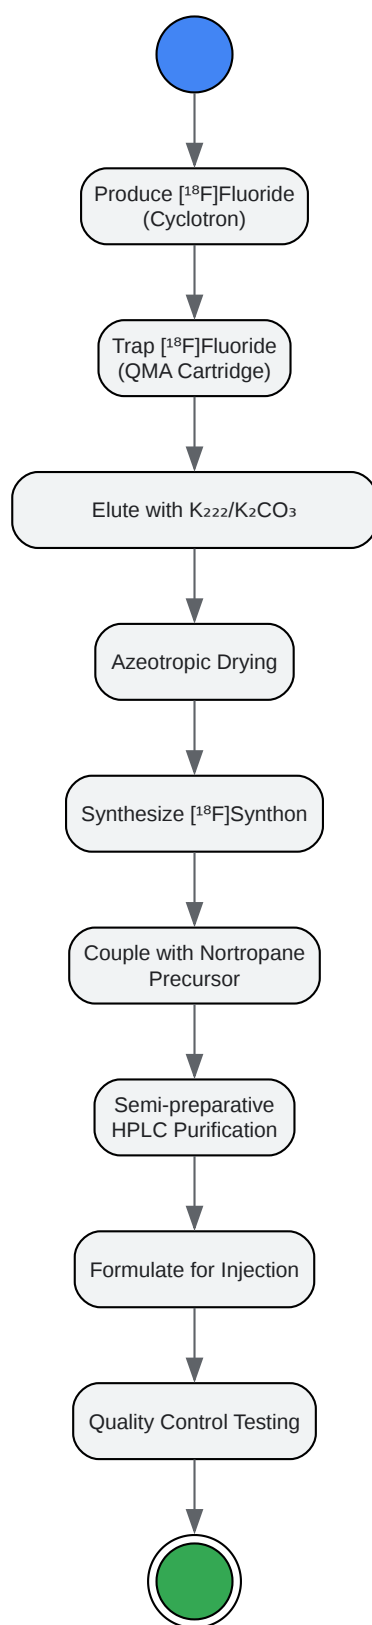 Produce [¹⁸F]Fluoride
(Cyclotron)
Trap [¹⁸F]Fluoride
(QMA Cartridge)
Elute with K₂₂₂/K₂CO₃
Azeotropic Drying
Synthesize [¹⁸F]Synthon
Couple with Nortropane
Precursor
Semi-preparative
HPLC Purification
Formulate for Injection
Quality Control Testing